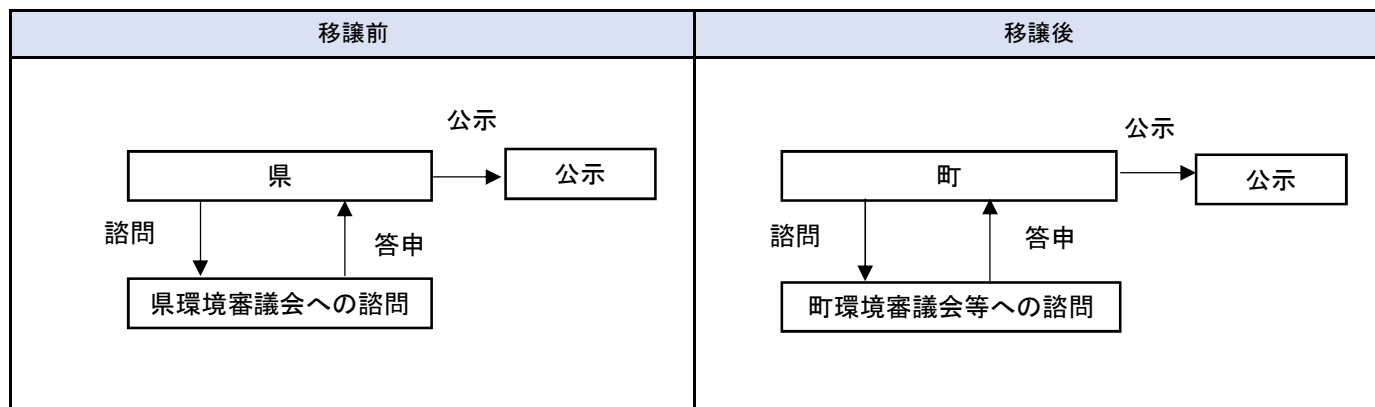 移譲前
移譲後
公示
県
公示
諮問
答申
県環境審議会への諮問
公示
町
公示
諮問
答申
町環境審議会等への諮問